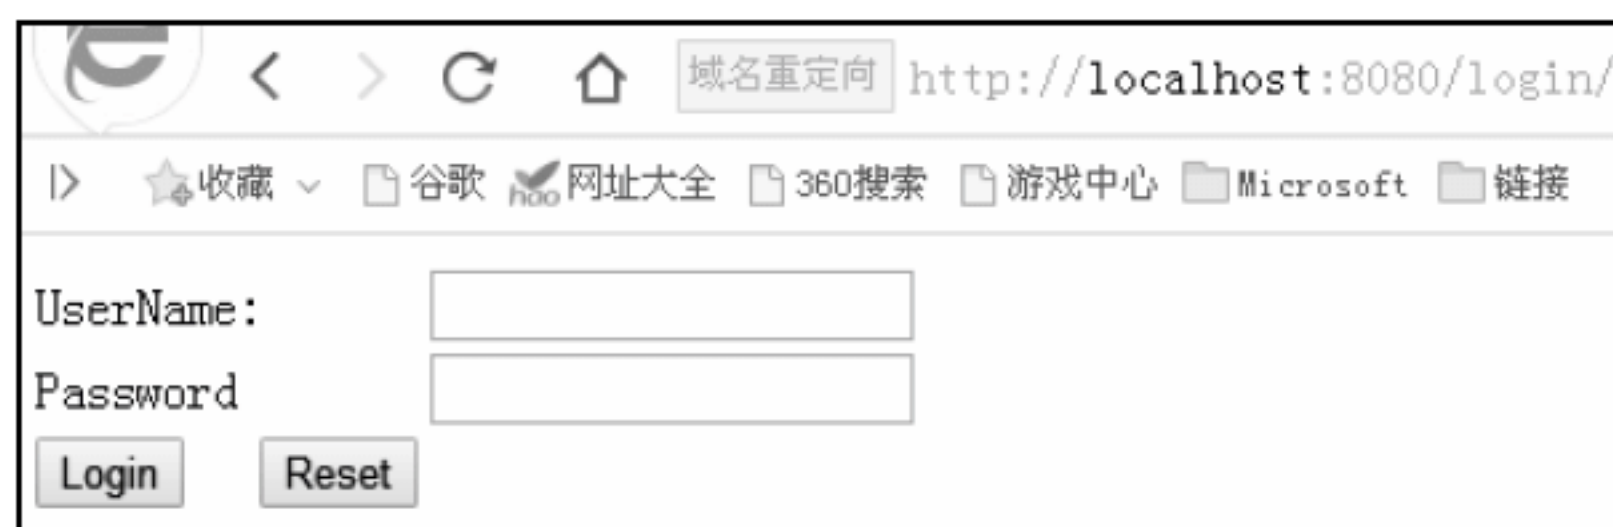 域名重定向 http://localhost:8080/login/
收藏 谷歌 hao 网址大全 360搜索 游戏中心 Microsoft 链接
UserName:
Password
Login Reset